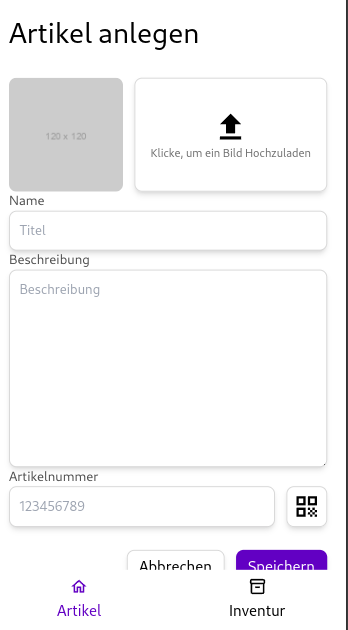 Artikel anlegen
120 x 120
Klicke, um ein Bild Hochzuladen
Name
Titel
Beschreibung
Beschreibung
Artikelnummer
123456789
Abbrechen
Speichern
Artikel
Inventur